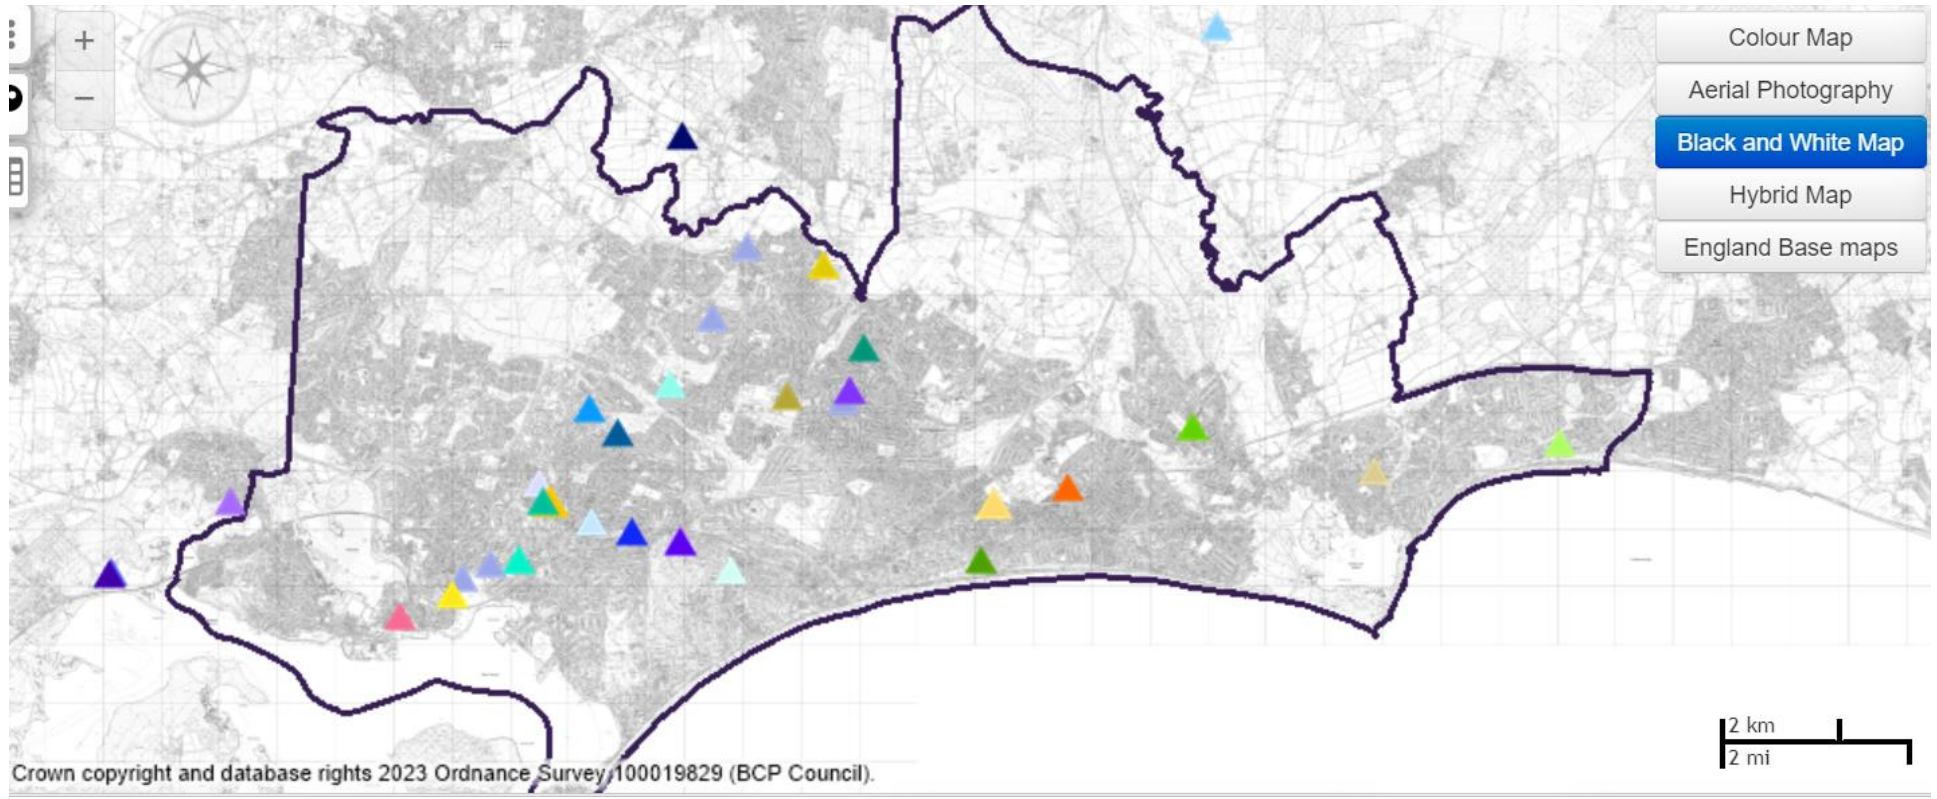 +
−
Colour Map
Aerial Photography
Black and White Map
Hybrid Map
England Base maps
2 km
2 mi
Crown copyright and database rights 2023 Ordnance Survey 100019829 (BCP Council).